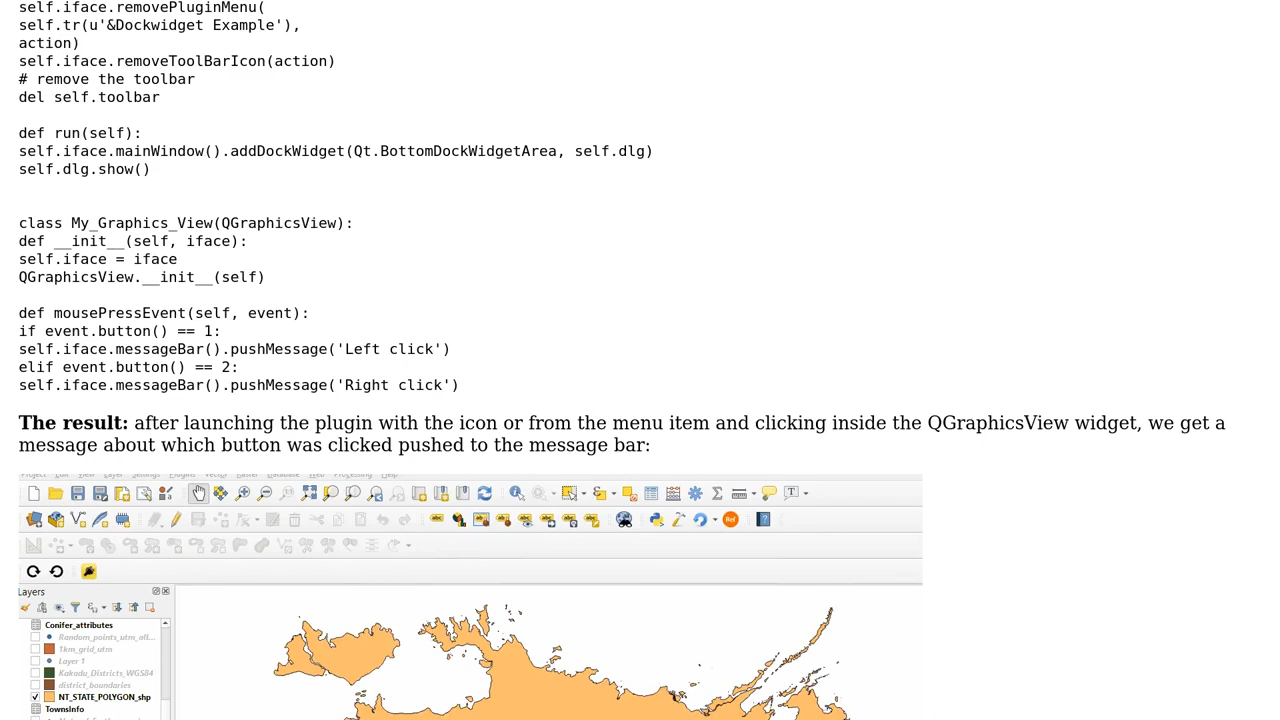 self.iface.removePluginMenu(
self.tr(u'&Dockwidget Example'),
action)
self.iface.removeToolBarIcon(action)
# remove the toolbar
del self.toolbar
def run(self):
self.iface.mainWindow().addDockWidget(Qt.BottomDockWidgetArea, self.dlg)
self.dlg.show()
class My_Graphics_View(QGraphicsView):
def __init__(self, iface):
self.iface = iface
QGraphicsView.__init__(self)
def mousePressEvent(self, event):
if event.button() == 1:
self.iface.messageBar().pushMessage('Left click')
elif event.button() == 2:
self.iface.messageBar().pushMessage('Right click')
The result: after launching the plugin with the icon or from the menu item and clicking inside the QGraphicsView widget, we get a
message about which button was clicked pushed to the message bar:
Layers
Conifer_attributes
Random_points_utm_all...
1km_grid_utm
Layer 1
Kakadu_Districts_WGS84
district_boundaries
NT_STATE_POLYGON_shp
TownsInfo